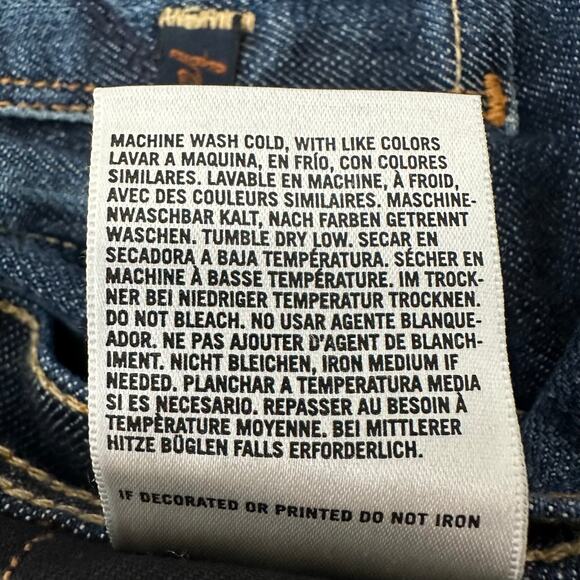 MACHINE WASH COLD, WITH LIKE COLORS
LAVAR A MAQUINA, EN FRÍO, CON COLORES
SIMILARES. LAVABLE EN MACHINE, À FROID,
AVEC DES COULEURS SIMILAIRES. MASCHINE-
NWASCHBAR KALT, NACH FARBEN GETRENNT
WASCHEN. TUMBLE DRY LOW. SECAR EN
SECADORA A BAJA TEMPÉRATURA. SÉCHER EN
MACHINE À BASSE TEMPÉRATURE. IM TROCK-
NER BEI NIEDRIGER TEMPERATUR TROCKNEN.
DO NOT BLEACH. NO USAR AGENTE BLANQUE-
ADOR. NE PAS AJOUTER D'AGENT DE BLANCH-
IMENT. NICHT BLEICHEN, IRON MEDIUM IF
NEEDED. PLANCHAR A TEMPERATURA MEDIA
SI ES NECESARIO. REPASSER AU BESOIN À
TEMPÈRATURE MOYENNE. BEI MITTLERER
HITZE BÜGLEN FALLS ERFORDERLICH.
IF DECORATED OR PRINTED DO NOT IRON